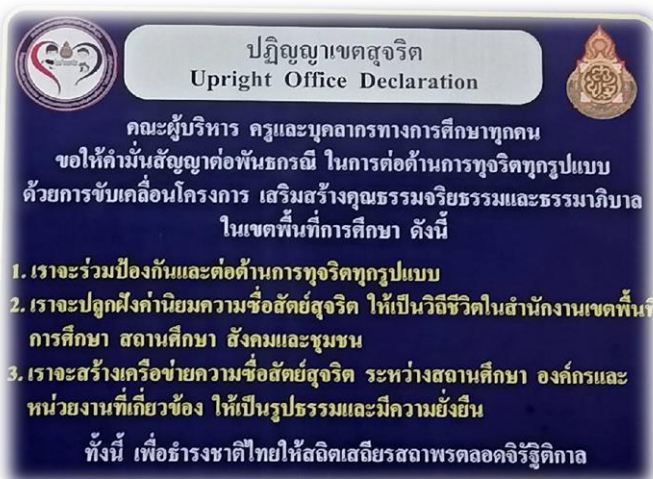 ปฏิญญาเขตสุจริต
Upright Office Declaration
คณะผู้บริหาร ครูและบุคลากรทางการศึกษาทุกคน
ขอให้คำมั่นสัญญาต่อพันธกรณี ในการต่อต้านการทุจริตทุกรูปแบบ
ด้วยการขับเคลื่อนโครงการ เสริมสร้างคุณธรรมจริยธรรมและธรรมาภิบาล
ในเขตพื้นที่การศึกษา ดังนี้
1. เราจะร่วมป้องกันและต่อต้านการทุจริตทุกรูปแบบ
2. เราจะปลูกฝังค่านิยมความซื่อสัตย์สุจริต ให้เป็นวิถีชีวิตในสำนักงานเขตพื้นที่
การศึกษา สถานศึกษา สังคมและชุมชน
3. เราจะสร้างเครือข่ายความซื่อสัตย์สุจริต ระหว่างสถานศึกษา องค์กรและ
หน่วยงานที่เกี่ยวข้อง ให้เป็นรูปธรรมและมีความยั่งยืน
ทั้งนี้ เพื่อธำรงชาติไทยให้สถิตเสถียรสถาพรตลอดจิรัฐิติกาล